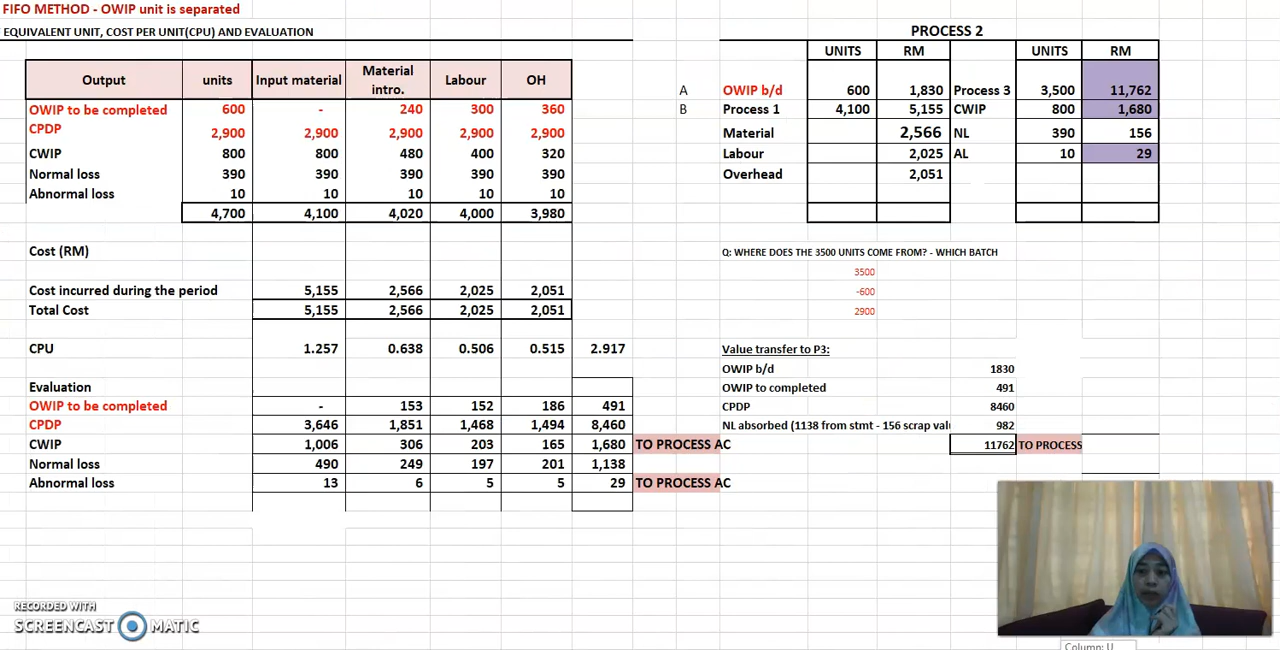 FIFO METHOD - OWIP unit is separated
EQUIVALENT UNIT, COST PER UNIT(CPU) AND EVALUATION
Output units Input material Material intro. Labour OH
OWIP to be completed 600 - 240 300 360
CPDP 2,900 2,900 2,900 2,900 2,900
CWIP 800 800 480 400 320
Normal loss 390 390 390 390 390
Abnormal loss 10 10 10 10 10
4,700 4,100 4,020 4,000 3,980
Cost (RM)
Cost incurred during the period 5,155 2,566 2,025 2,051
Total Cost 5,155 2,566 2,025 2,051
CPU 1.257 0.638 0.506 0.515 2.917
Evaluation
OWIP to be completed - 153 152 186 491
CPDP 3,646 1,851 1,468 1,494 8,460
CWIP 1,006 306 203 165 1,680 TO PROCESS AC
Normal loss 490 249 197 201 1,138
Abnormal loss 13 6 5 5 29 TO PROCESS AC
PROCESS 2
UNITS RM UNITS RM
A OWIP b/d 600 1,830 Process 3 3,500 11,762
B Process 1 4,100 5,155 CWIP 800 1,680
Material 2,566 NL 390 156
Labour 2,025 AL 10 29
Overhead 2,051
Q: WHERE DOES THE 3500 UNITS COME FROM? - WHICH BATCH
3500
-600
2900
Value transfer to P3:
OWIP b/d 1830
OWIP to completed 491
CPDP 8460
NL absorbed (1138 from stmt - 156 scrap valu 982
11762 TO PROCESS
RECORDED WITH
SCREENCAST MATIC
Column: U